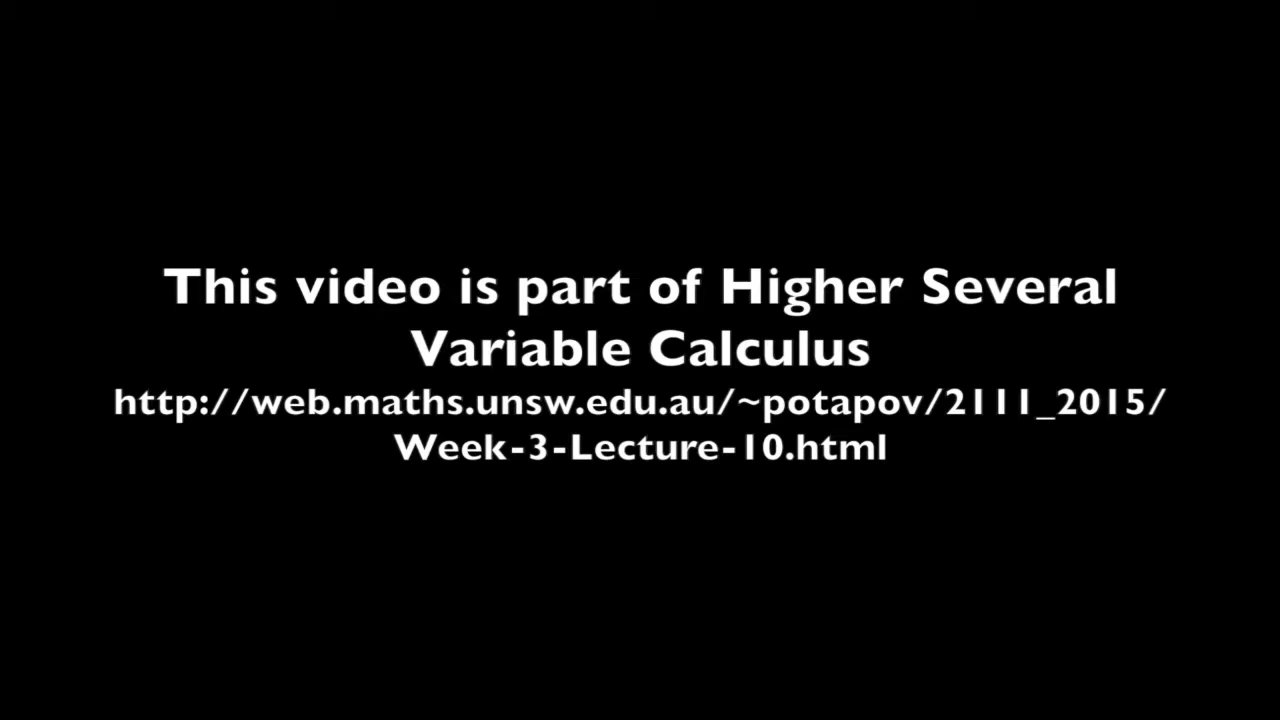 This video is part of Higher Several
Variable Calculus
http://web.maths.unsw.edu.au/~potapov/2111_2015/
Week-3-Lecture-10.html